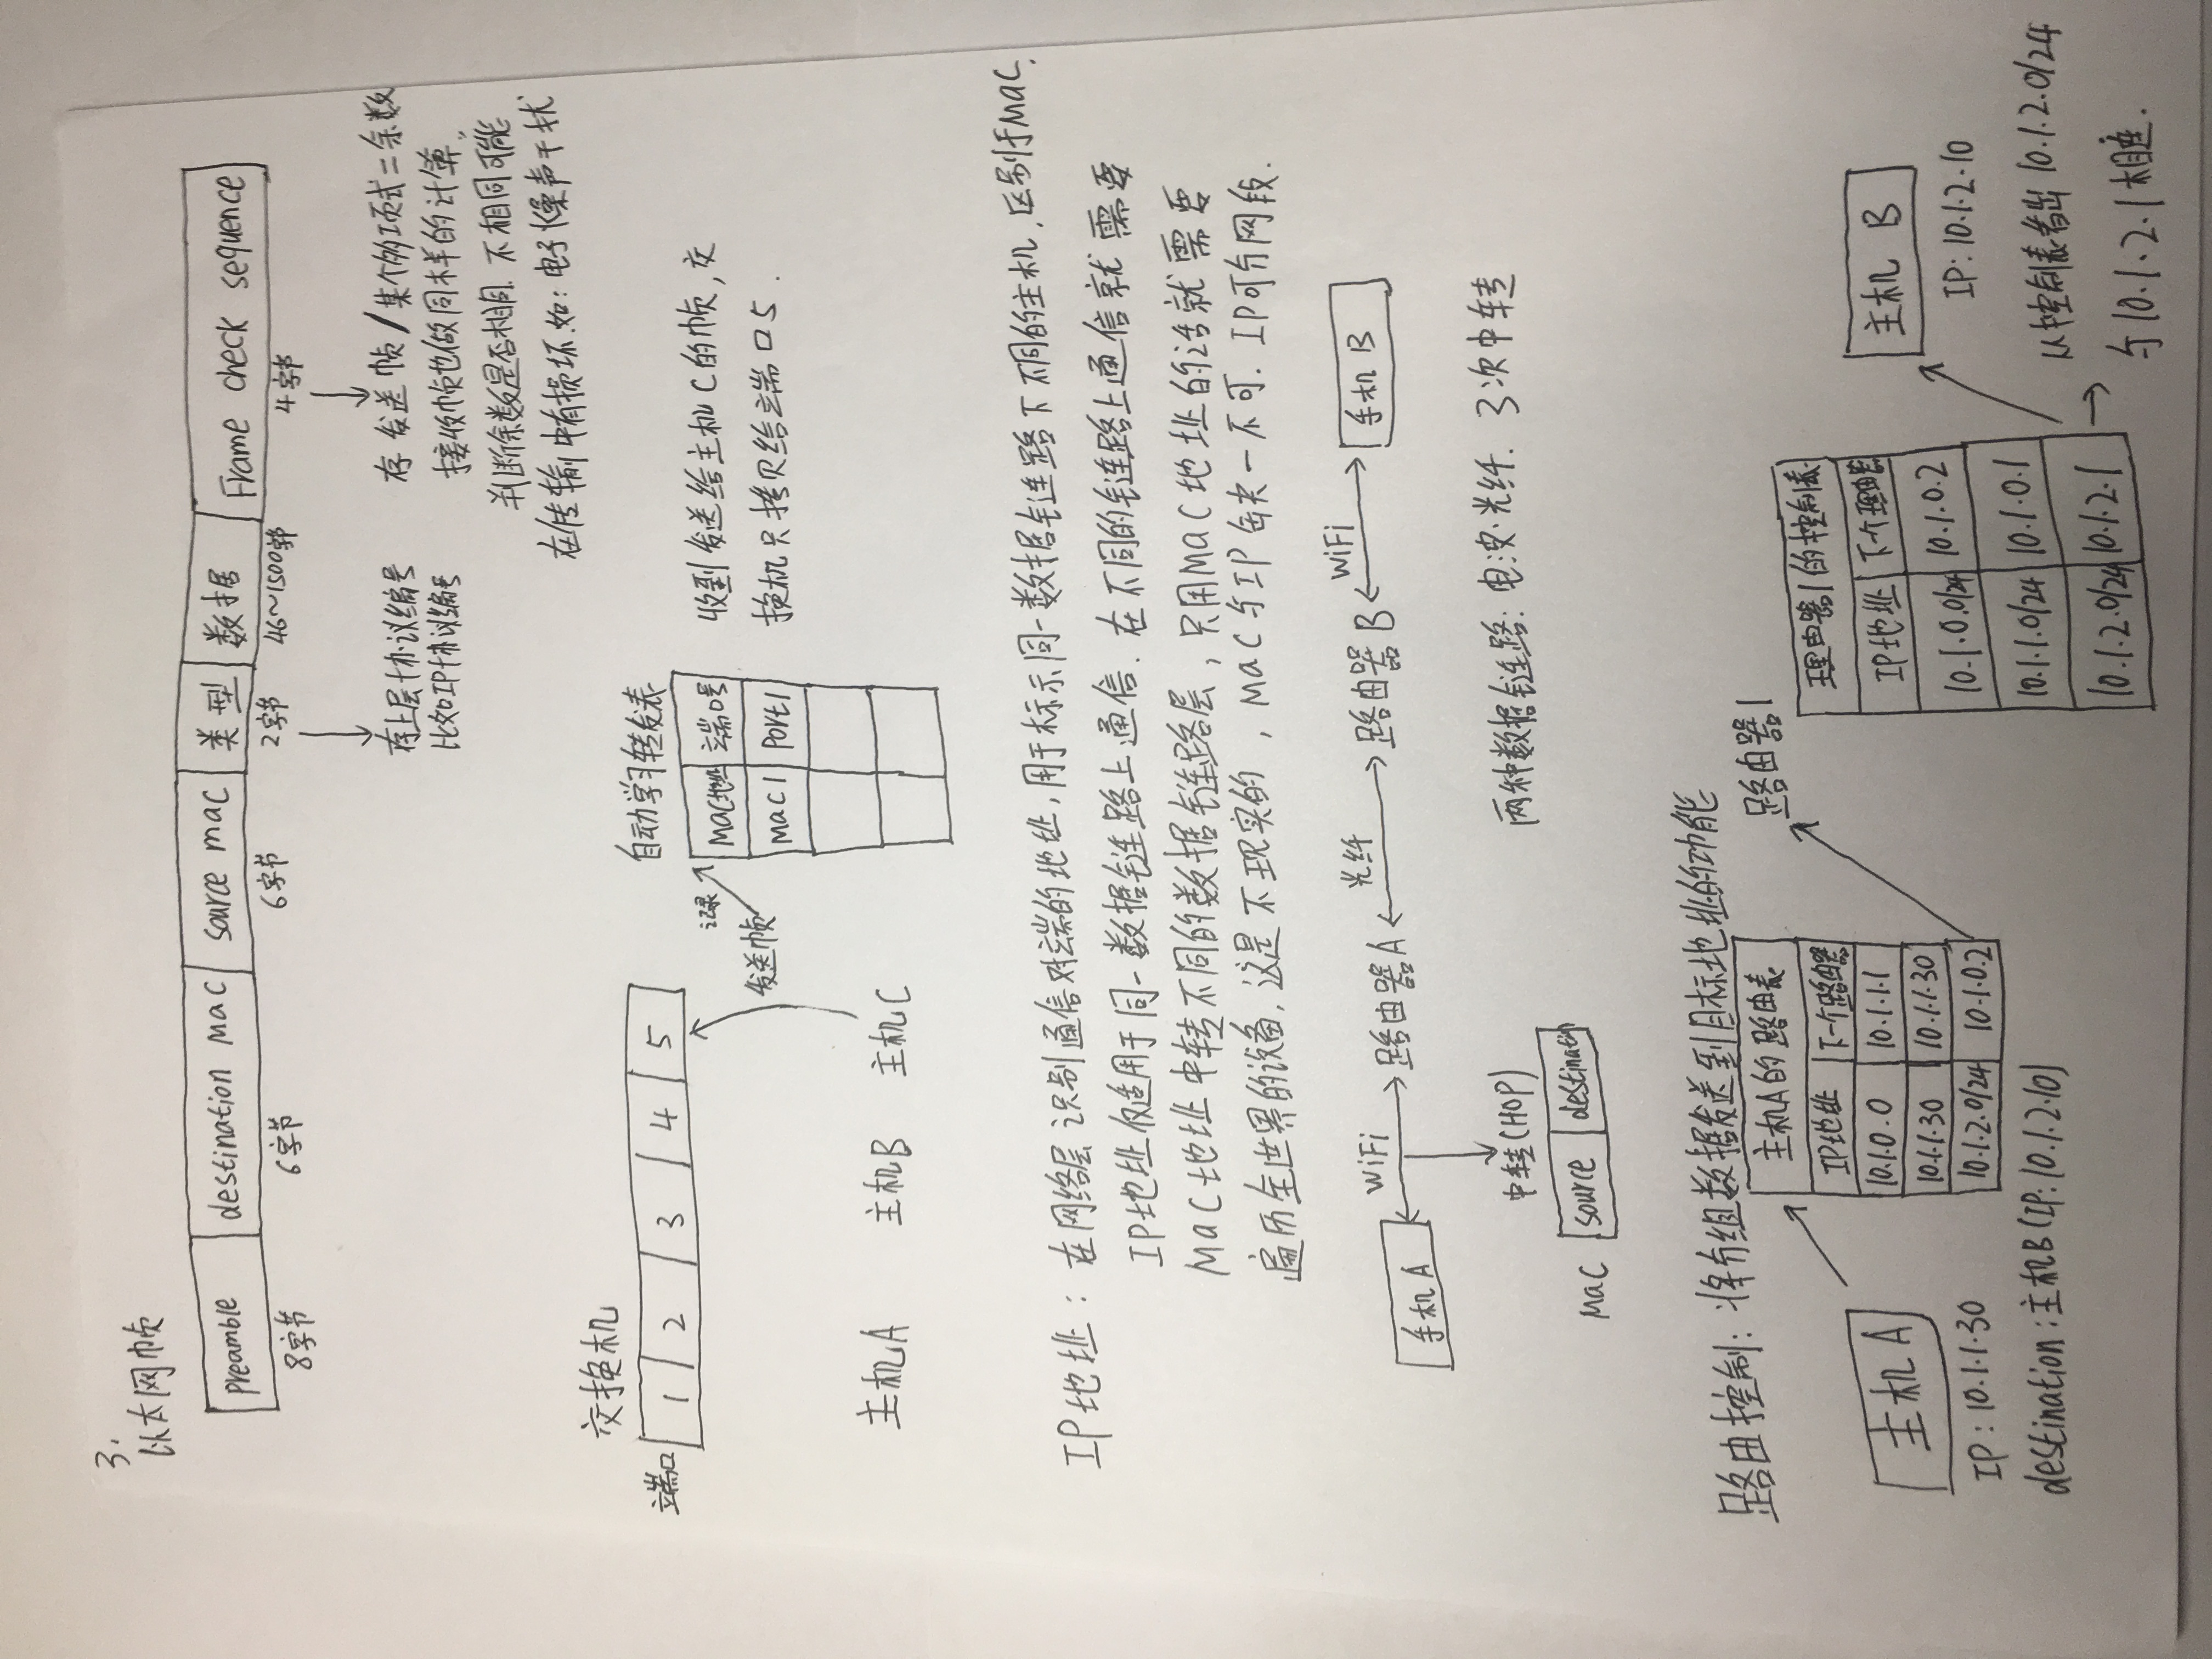 3.
以太网帧
preamble destination MAC source mac 类型 数据 Frame check sequence
8字节 6字节 6字节 2字节 46~1500字节 4字节
存上层协议编号
比如IP协议编号
存发送帧/某个多项式=余数
接收帧也做同样的计算.
判断余数是否相同.不相同可能
在传输中有损坏.如:电子噪声干扰
交换机
端口 1 2 3 4 5
主机A 主机B 主机C
发送帧
记录
自动学习转发表
MAC地址 端口号
mac1 port1
收到发送给主机C的帧,交
换机只拷贝给端口5.
IP地址:在网络层识别通信对端的地址,用于标示同一数据链路下不同的主机.区别于MAC.
IP地址仅适用于同一数据链路上通信.在不同的链路上通信就需要
MAC地址中转不同的数据链路层,只用MAC地址的话就需要
遍历全世界的设备.这是不现实的,MAC与IP缺一不可.IP可分网段.
手机A WiFi 路由器A 光纤 路由器B WiFi 手机B
中转(HOP)
MAC source destination
两种数据链路:电波·光纤.3次中转
路由控制:将分组数据发送到目标地址的功能
主机A
IP:10.1.1.30
destination:主机B(IP:10.1.2.10)
主机A的路由表
IP地址 下一个路由器
10.1.0.0 10.1.1.1
10.1.1.30 10.1.1.30
10.1.2.0/24 10.1.0.2
路由器1
理由器1的控制表
IP地址 下个理由器
10.1.0.0/24 10.1.0.2
10.1.1.0/24 10.1.0.1
10.1.2.0/24 10.1.2.1
主机 B
IP:10.1.2.10
从控制表看出10.1.2.0/24
与10.1.2.1相连.